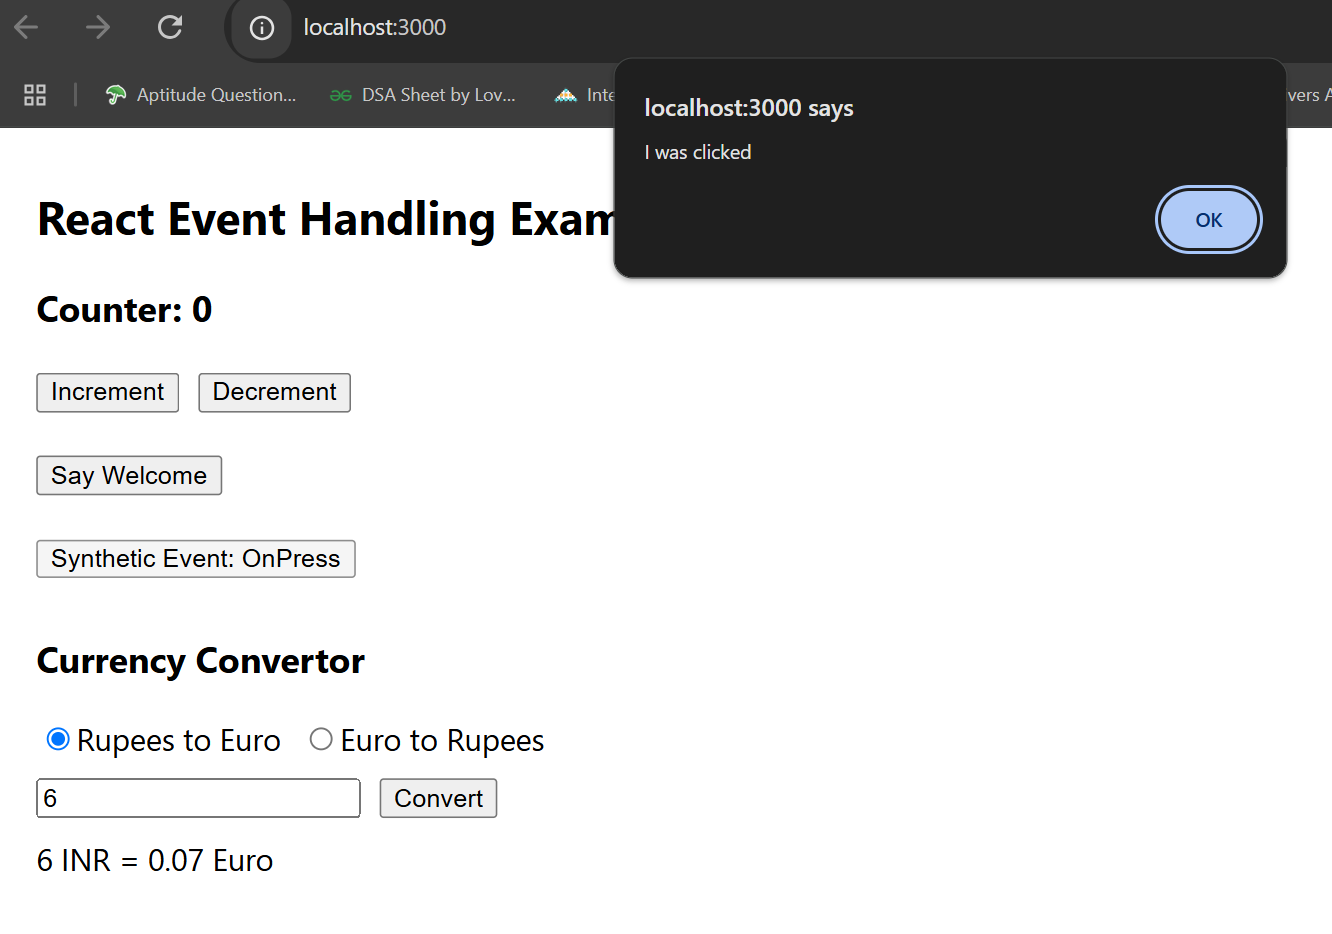 localhost:3000
Aptitude Question... DSA Sheet by Lov... Inte vers A
localhost:3000 says
I was clicked
OK
React Event Handling Exam
Counter: 0
Increment Decrement
Say Welcome
Synthetic Event: OnPress
Currency Convertor
Rupees to Euro Euro to Rupees
6 Convert
6 INR = 0.07 Euro